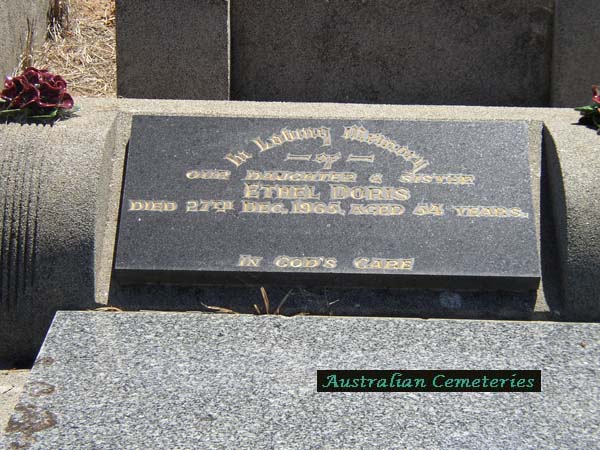 In Loving Memory
OUR DAUGHTER & SISTER
ETHEL DORIS
DIED 27TH DEC. 1965, AGED 54 YEARS.
IN GOD'S CARE
Australian Cemeteries